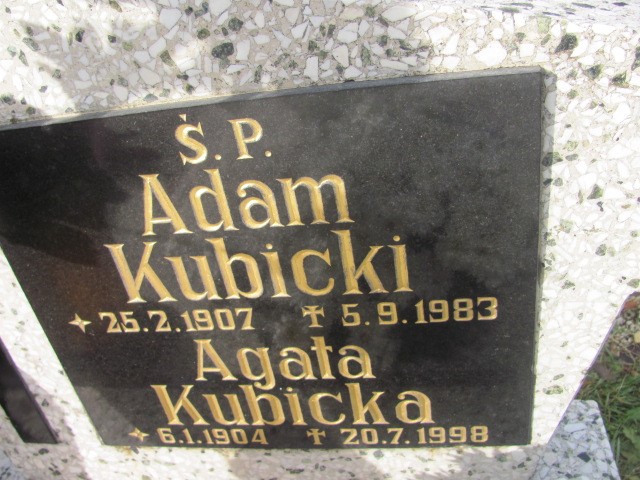 Ś. P.
Adam
Kubicki
25.2.1907 5.9.1983
Agata
Kubicka
6.1.1904 20.7.1998